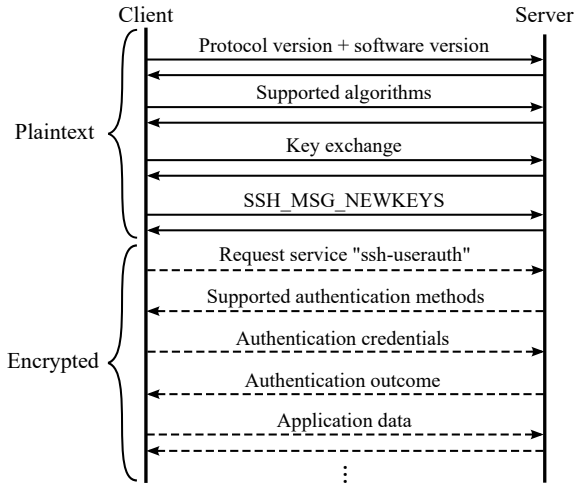 Client
Server
Protocol version + software version
Supported algorithms
Plaintext
Key exchange
SSH_MSG_NEWKEYS
Request service "ssh-userauth"
Supported authentication methods
Authentication credentials
Encrypted
Authentication outcome
Application data
⋮